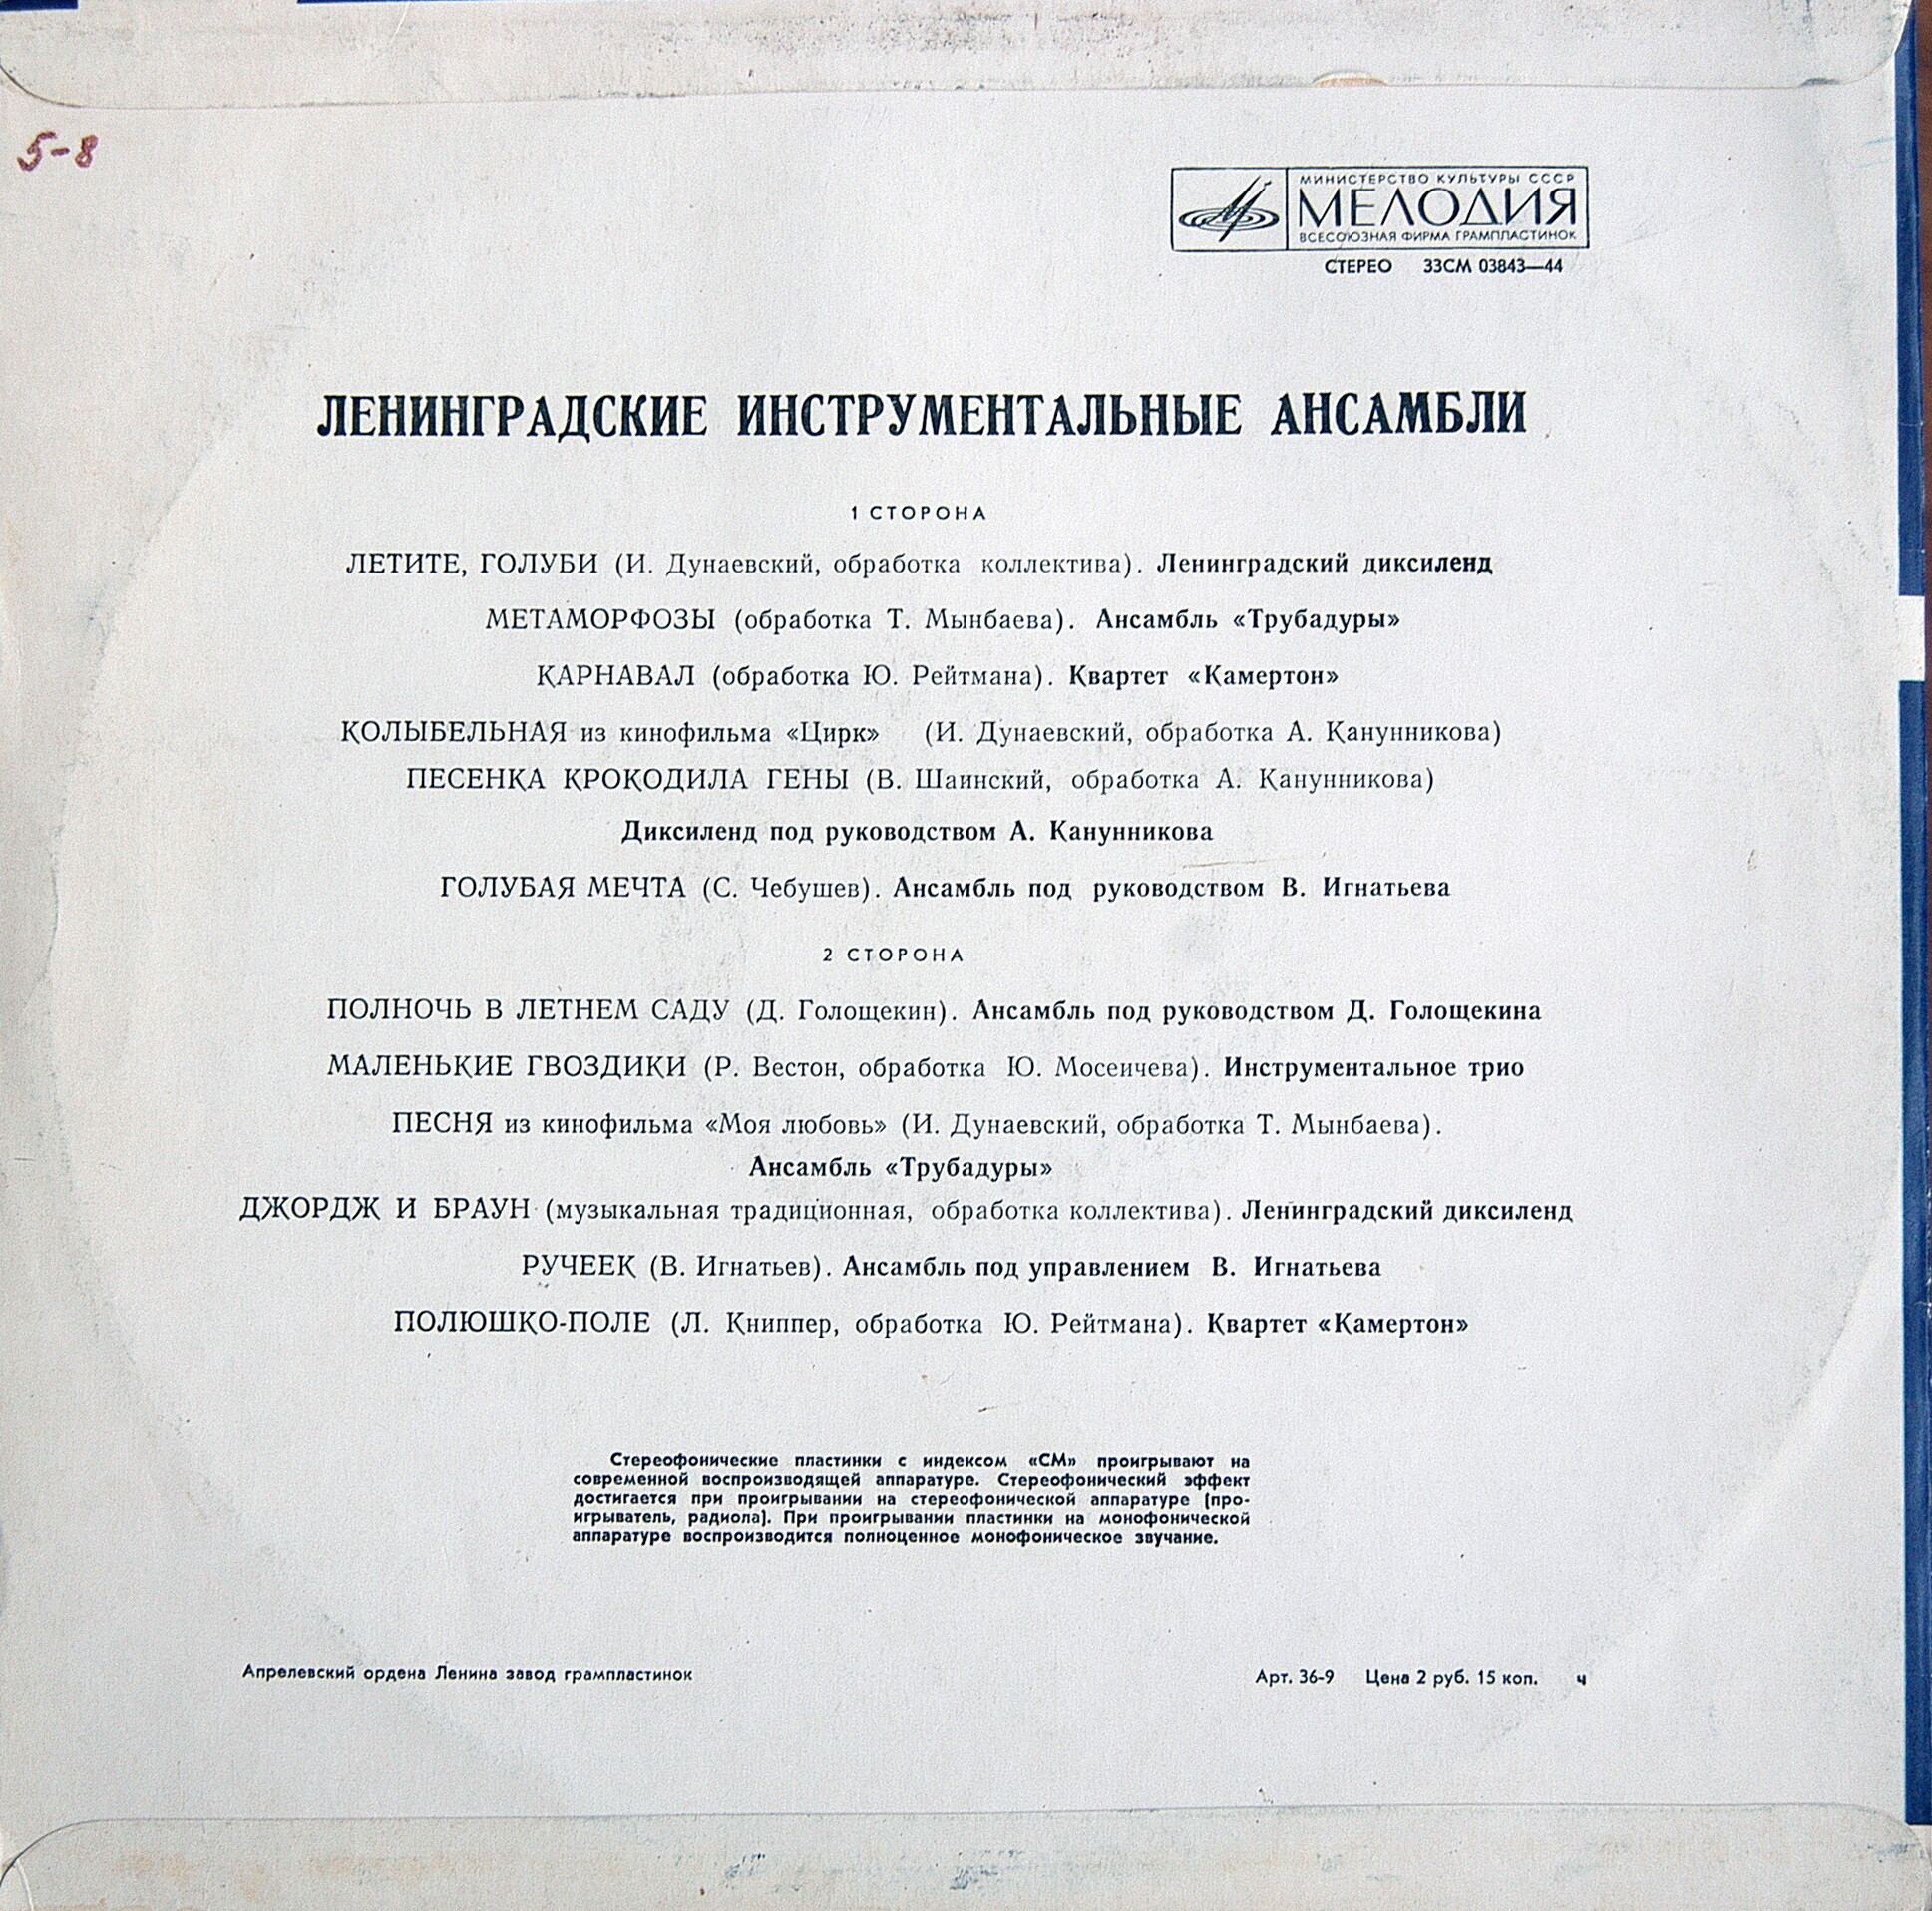 5-8
МИНИСТЕРСТВО КУЛЬТУРЫ СССР
МЕЛОДИЯ
ВСЕСОЮЗНАЯ ФИРМА ГРАМПЛАСТИНОК
СТЕРЕО 33СМ 03843—44
ЛЕНИНГРАДСКИЕ ИНСТРУМЕНТАЛЬНЫЕ АНСАМБЛИ
1 СТОРОНА
ЛЕТИТЕ, ГОЛУБИ (И. Дунаевский, обработка коллектива). Ленинградский диксиленд
МЕТАМОРФОЗЫ (обработка Т. Мынбаева). Ансамбль «Трубадуры»
КАРНАВАЛ (обработка Ю. Рейтмана). Квартет «Камертон»
КОЛЫБЕЛЬНАЯ из кинофильма «Цирк» (И. Дунаевский, обработка А. Канунникова)
ПЕСЕНКА КРОКОДИЛА ГЕНЫ (В. Шаинский, обработка А. Канунникова)
Диксиленд под руководством А. Канунникова
ГОЛУБАЯ МЕЧТА (С. Чебушев). Ансамбль под руководством В. Игнатьева
2 СТОРОНА
ПОЛНОЧЬ В ЛЕТНЕМ САДУ (Д. Голощекин). Ансамбль под руководством Д. Голощекина
МАЛЕНЬКИЕ ГВОЗДИКИ (Р. Вестон, обработка Ю. Мосеичева). Инструментальное трио
ПЕСНЯ из кинофильма «Моя любовь» (И. Дунаевский, обработка Т. Мынбаева).
Ансамбль «Трубадуры»
ДЖОРДЖ И БРАУН (музыкальная традиционная, обработка коллектива). Ленинградский диксиленд
РУЧЕЕК (В. Игнатьев). Ансамбль под управлением В. Игнатьева
ПОЛЮШКО-ПОЛЕ (Л. Книппер, обработка Ю. Рейтмана). Квартет «Камертон»
Стереофонические пластинки с индексом «СМ» проигрывают на
современной воспроизводящей аппаратуре. Стереофонический эффект
достигается при проигрывании на стереофонической аппаратуре (про-
игрыватель, радиола). При проигрывании пластинки на монофонической
аппаратуре воспроизводится полноценное монофоническое звучание.
Апрелевский ордена Ленина завод грампластинок
Арт. 36-9 Цена 2 руб. 15 коп. ч